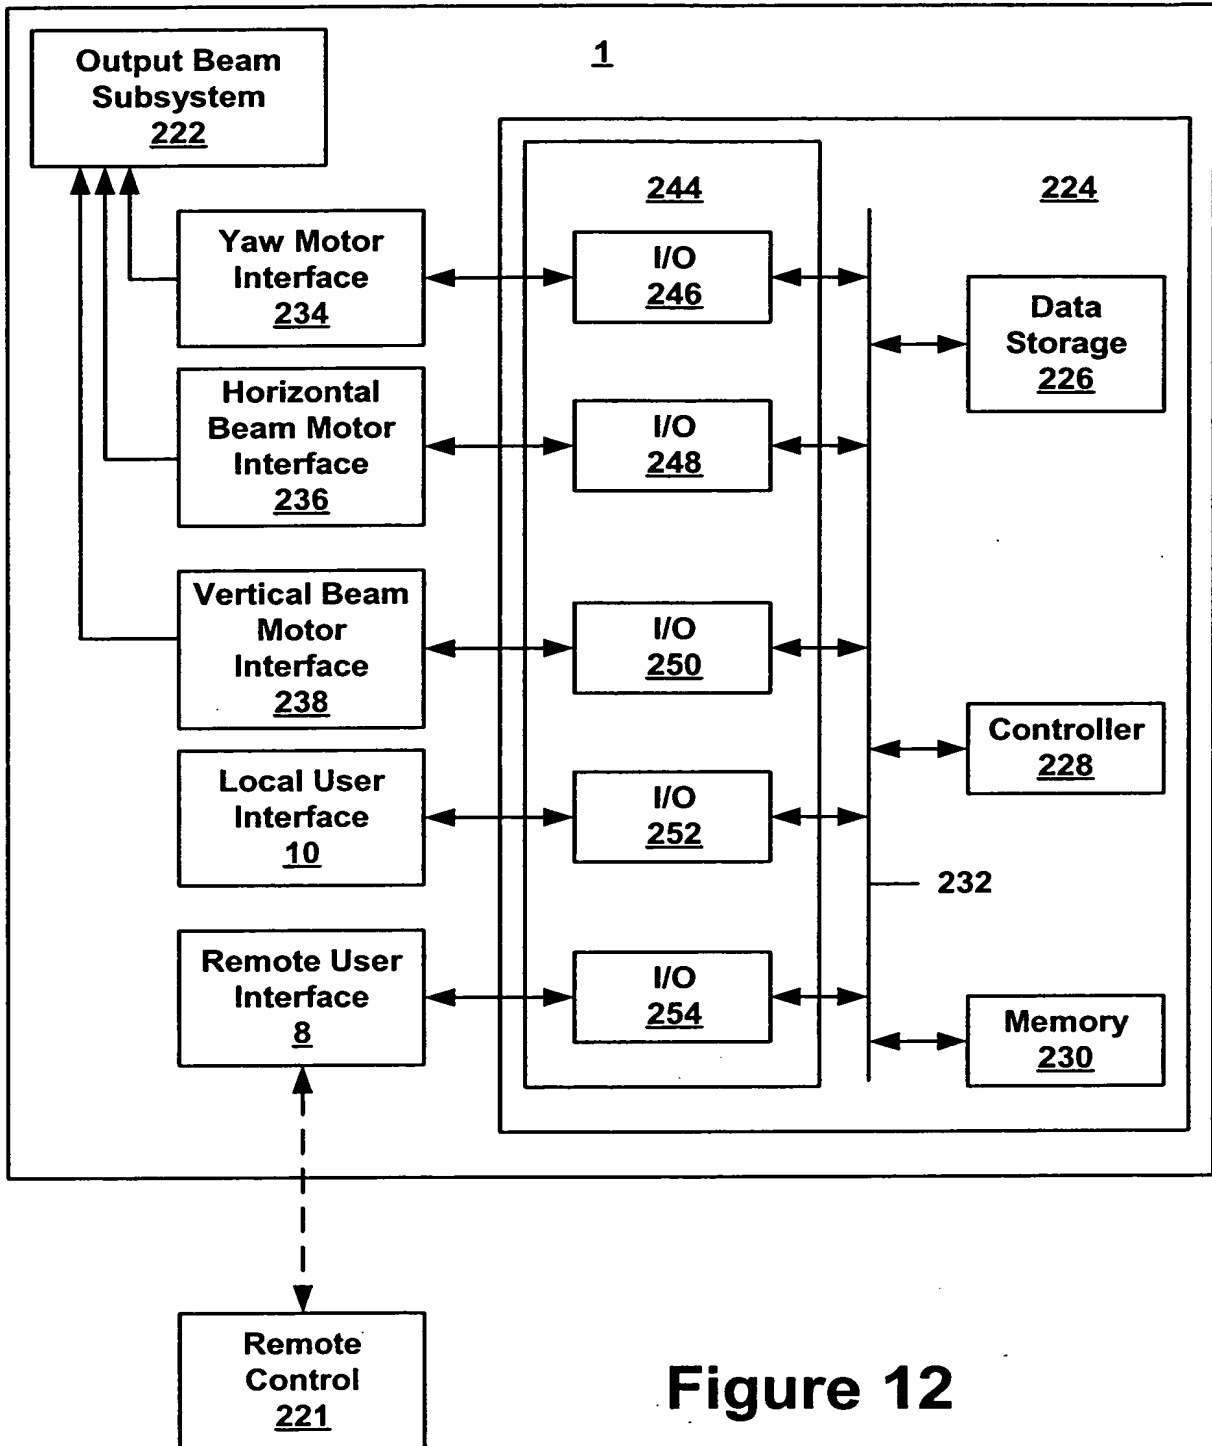 1
Output Beam
Subsystem
222
244
224
Yaw Motor
Interface
234
I/O
246
Data
Storage
226
Horizontal
Beam Motor
Interface
236
I/O
248
Vertical Beam
Motor
Interface
238
I/O
250
Controller
228
Local User
Interface
10
I/O
252
232
Remote User
Interface
8
I/O
254
Memory
230
Remote
Control
221
Figure 12